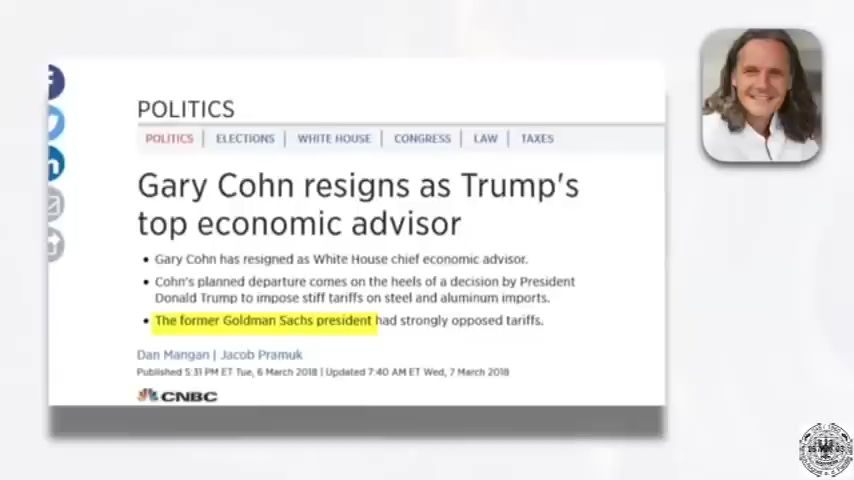 POLITICS
POLITICS | ELECTIONS | WHITE HOUSE | CONGRESS | LAW | TAXES
Gary Cohn resigns as Trump's
top economic advisor
• Gary Cohn has resigned as White House chief economic advisor.
• Cohn's planned departure comes on the heels of a decision by President
Donald Trump to impose stiff tariffs on steel and aluminum imports.
• The former Goldman Sachs president had strongly opposed tariffs.
Dan Mangan | Jacob Pramuk
Published 5:31 PM ET Tue, 6 March 2018 | Updated 7:40 AM ET Wed, 7 March 2018
CNBC